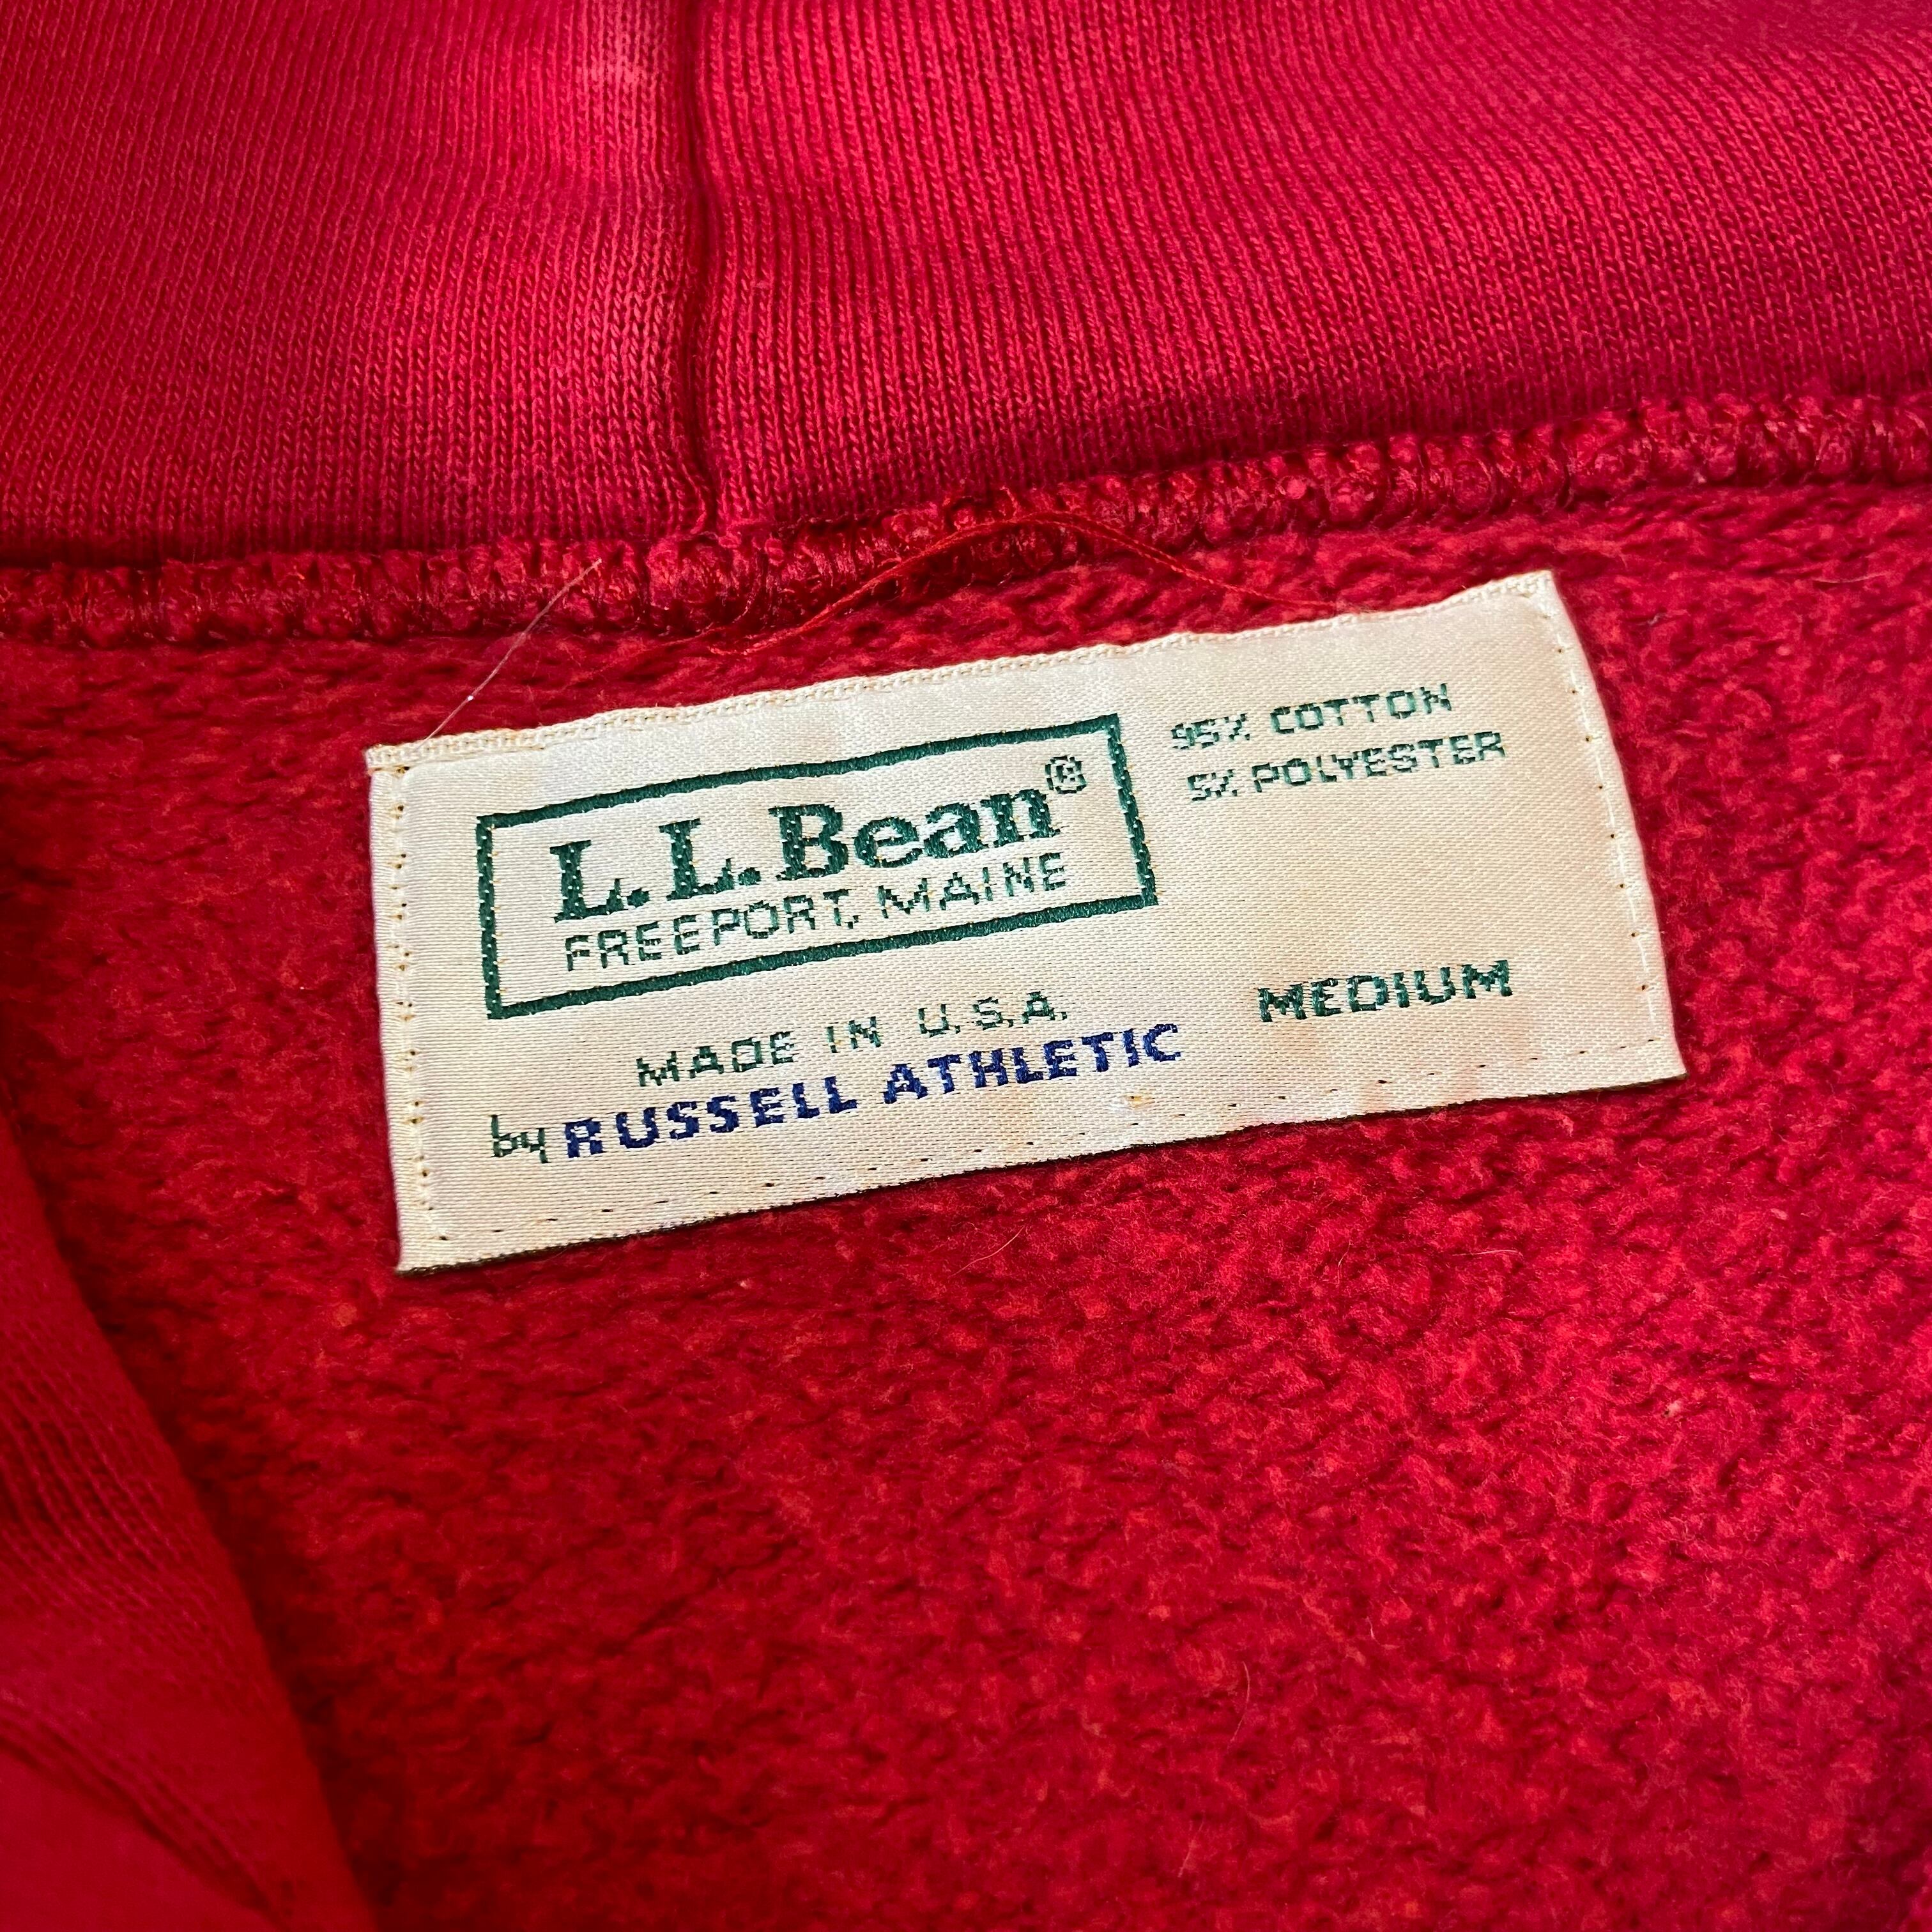 L.L.Bean®
FREEPORT, MAINE
95% COTTON
5% POLYESTER
MADE IN U.S.A.
by RUSSELL ATHLETIC
MEDIUM